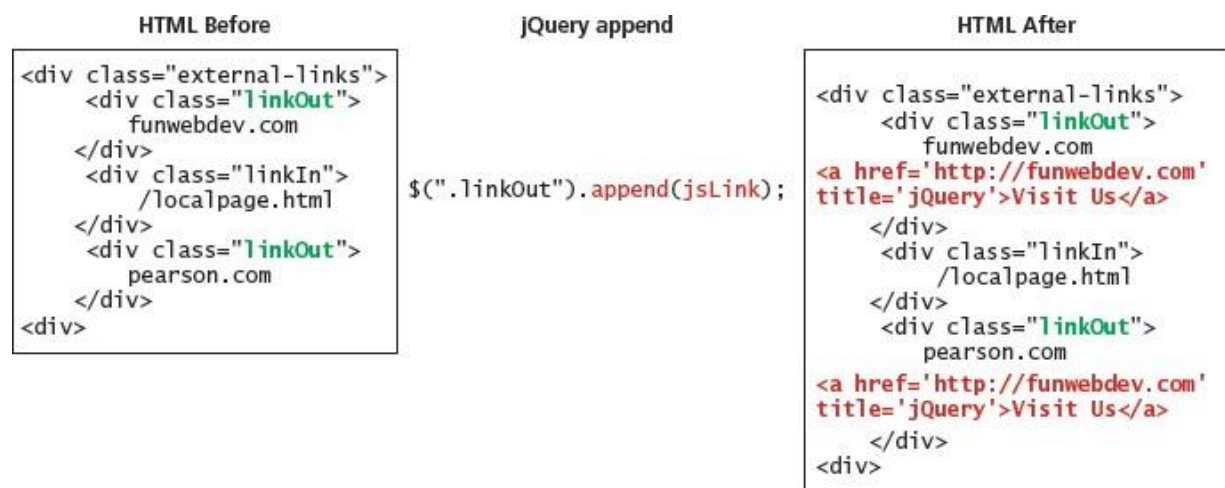 HTML Before
<div class="external-links">
<div class="linkOut">
funwebdev.com
</div>
<div class="linkIn">
/localpage.html
</div>
<div class="linkOut">
pearson.com
</div>
<div>
jQuery append
$(".linkOut").append(jsLink);
HTML After
<div class="external-links">
<div class="linkOut">
funwebdev.com
<a href='http://funwebdev.com'
title='jQuery'>Visit Us</a>
</div>
<div class="linkIn">
/localpage.html
</div>
<div class="linkOut">
pearson.com
<a href='http://funwebdev.com'
title='jQuery'>Visit Us</a>
</div>
<div>